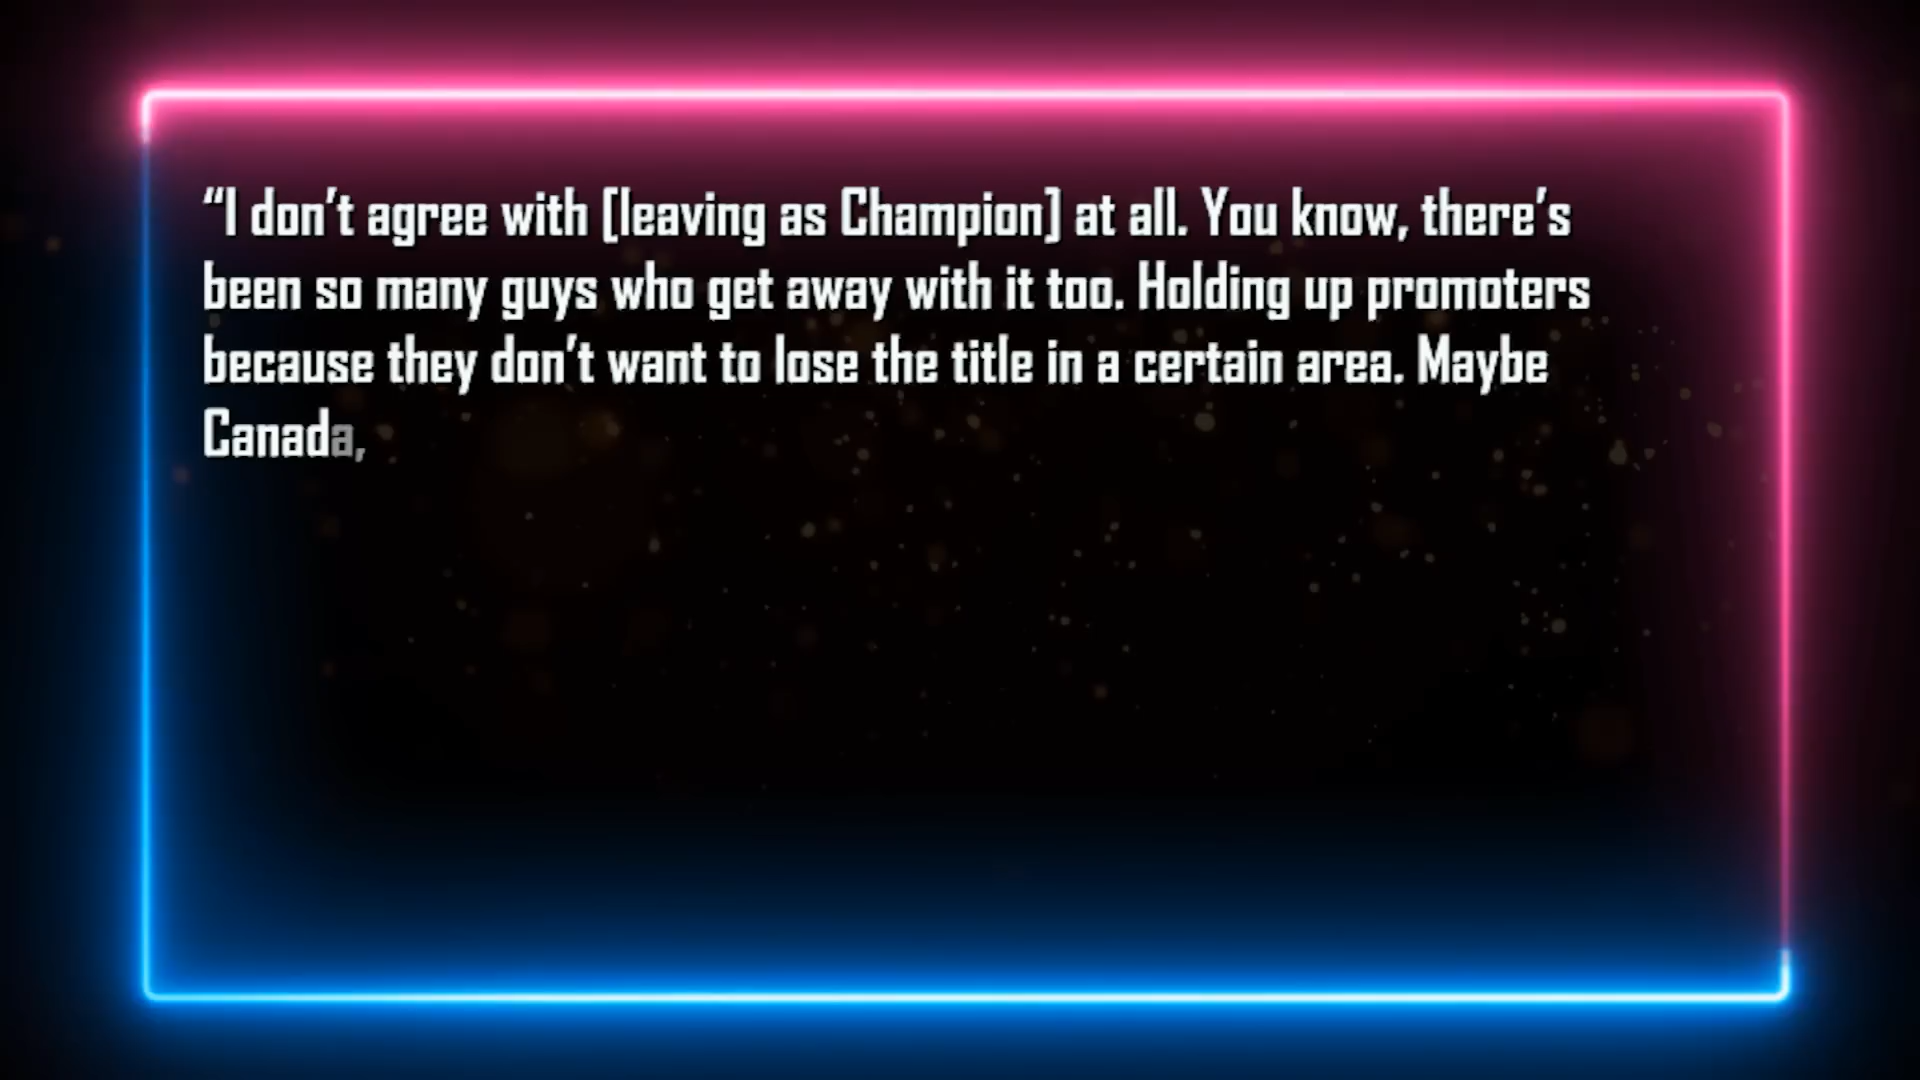 “I don’t agree with [leaving as Champion] at all. You know, there’s
been so many guys who get away with it too. Holding up promoters
because they don’t want to lose the title in a certain area. Maybe
Canada,